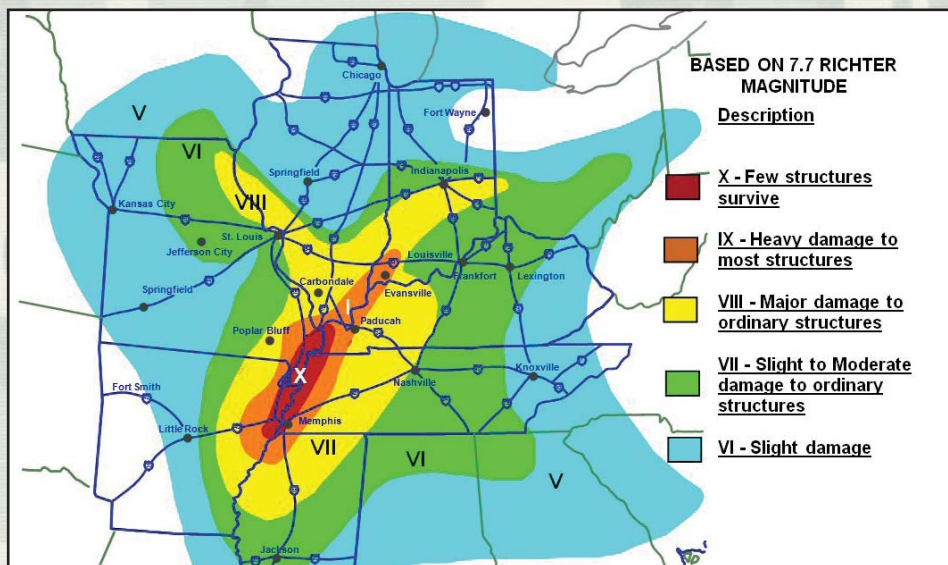 BASED ON 7.7 RICHTER
MAGNITUDE
Description
X - Few structures
survive
IX - Heavy damage to
most structures
VIII - Major damage to
ordinary structures
VII - Slight to Moderate
damage to ordinary
structures
VI - Slight damage
Chicago
V
Fort Wayne
VI
Springfield
Indianapolis
Kansas City
VIII
St. Louis
Jefferson City
Louisville
Frankfort
Lexington
Springfield
Carbondale
Evansville
I
Poplar Bluff
Paducah
X
Nashville
Knoxville
Fort Smith
Little Rock
Memphis
VII
VI
V
Jackson